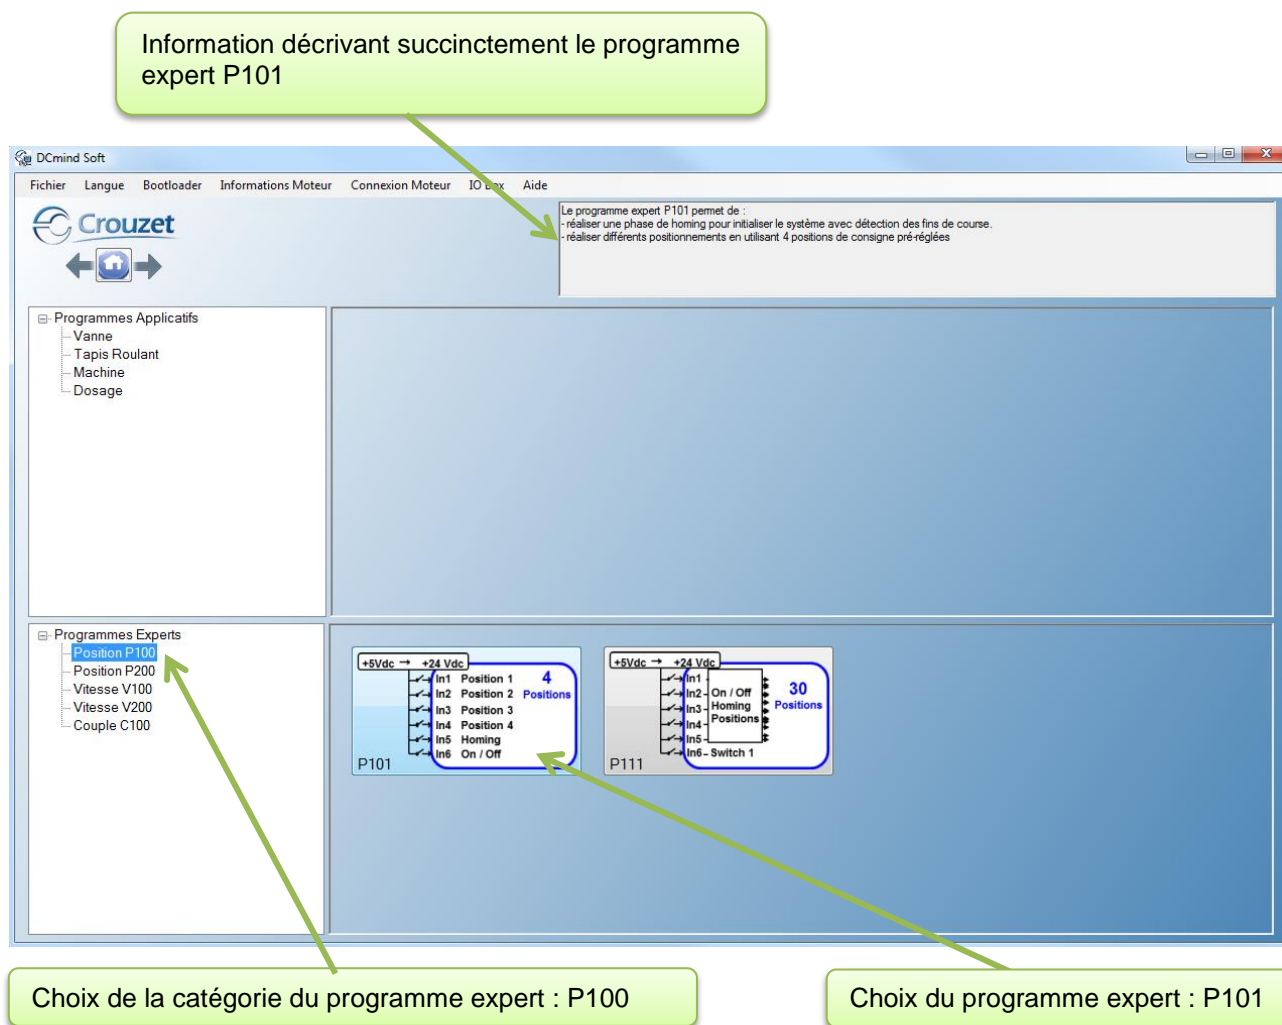 Information décrivant succinctement le programme
expert P101
DCmind Soft
Fichier Langue Bootloader Informations Moteur Connexion Moteur IO Box Aide
Crouzet
Le programme expert P101 permet de :
- réaliser une phase de homing pour initialiser le système avec détection des fins de course.
- réaliser différents positionnements en utilisant 4 positions de consigne pré-réglées
Programmes Applicatifs
Vanne
Tapis Roulant
Machine
Dosage
Programmes Experts
Position P100
Position P200
Vitesse V100
Vitesse V200
Couple C100
+5Vdc → +24 Vdc
In1 Position 1
In2 Position 2
In3 Position 3
In4 Position 4
In5 Homing
In6 On / Off
4
Positions
P101
+5Vdc → +24 Vdc
In1
In2
In3
In4
In5
In6 Switch 1
On / Off
Homing
Positions
30
Positions
P111
Choix de la catégorie du programme expert : P100
Choix du programme expert : P101